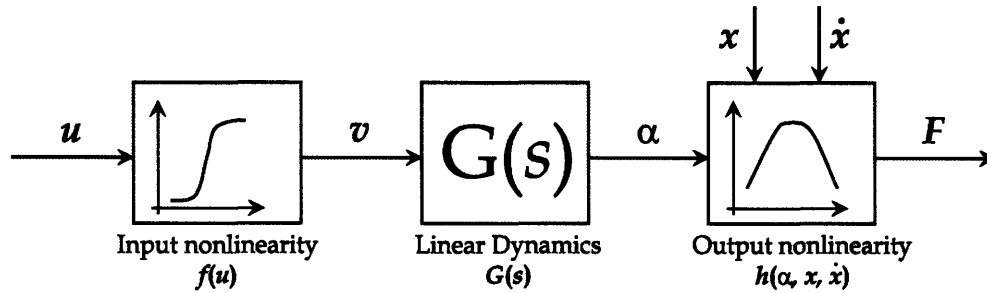 x ẋ
u v G(s) α F
Input nonlinearity
f(u)
Linear Dynamics
G(s)
Output nonlinearity
h(α, x, ẋ)